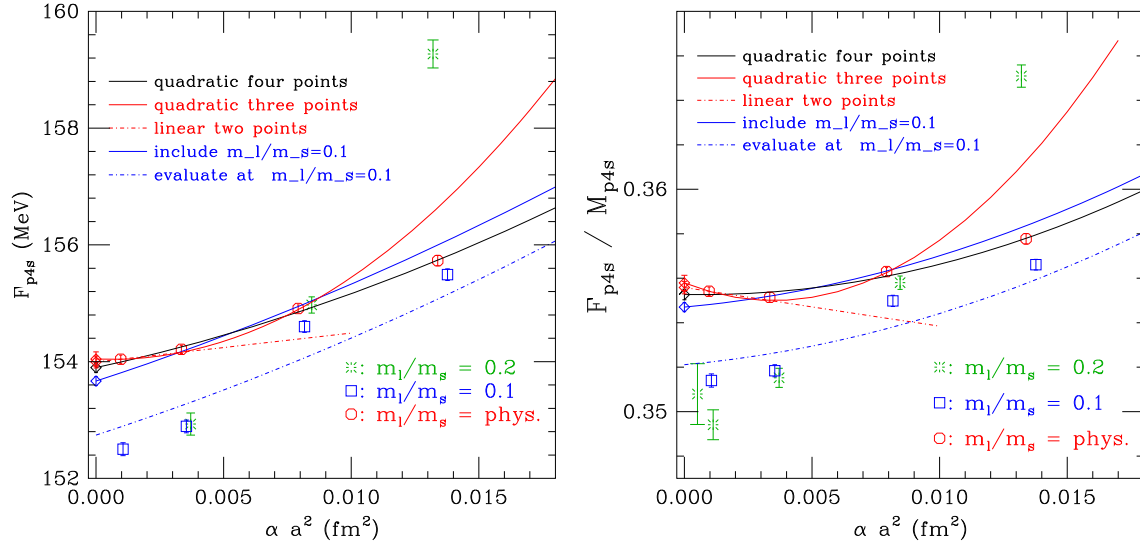 160
158
156
154
152
F_p4s (MeV)
quadratic four points
quadratic three points
linear two points
include m_l/m_s=0.1
evaluate at m_l/m_s=0.1
: m_l/m_s = 0.2
: m_l/m_s = 0.1
: m_l/m_s = phys.
0.000 0.005 0.010 0.015
α a² (fm²)
0.36
0.35
F_p4s / M_p4s
quadratic four points
quadratic three points
linear two points
include m_l/m_s=0.1
evaluate at m_l/m_s=0.1
: m_l/m_s = 0.2
: m_l/m_s = 0.1
: m_l/m_s = phys.
0.000 0.005 0.010 0.015
α a² (fm²)